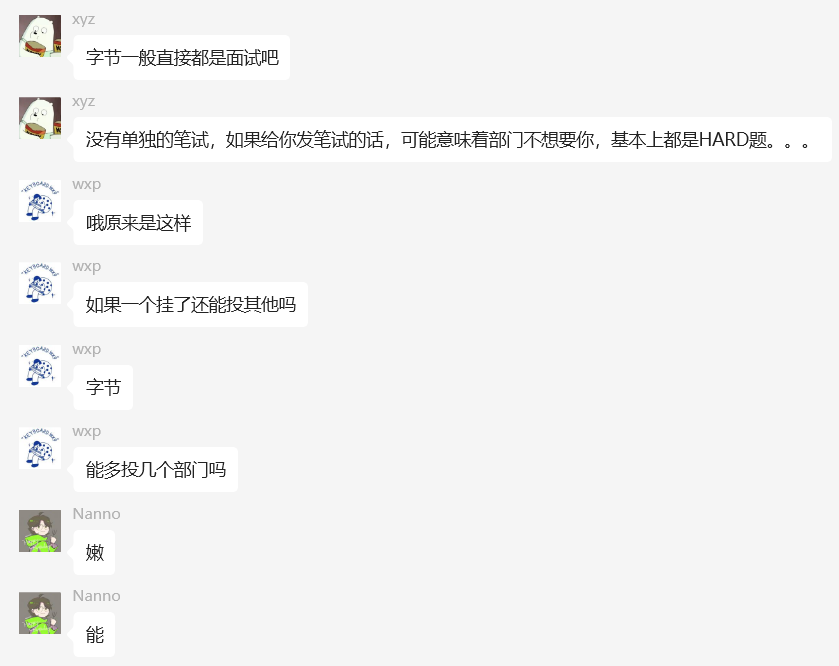 xyz
字节一般直接都是面试吧
xyz
没有单独的笔试，如果给你发笔试的话，可能意味着部门不想要你，基本上都是HARD题。。。
wxp
哦原来是这样
wxp
如果一个挂了还能投其他吗
wxp
字节
wxp
能多投几个部门吗
Nanno
嫩
Nanno
能